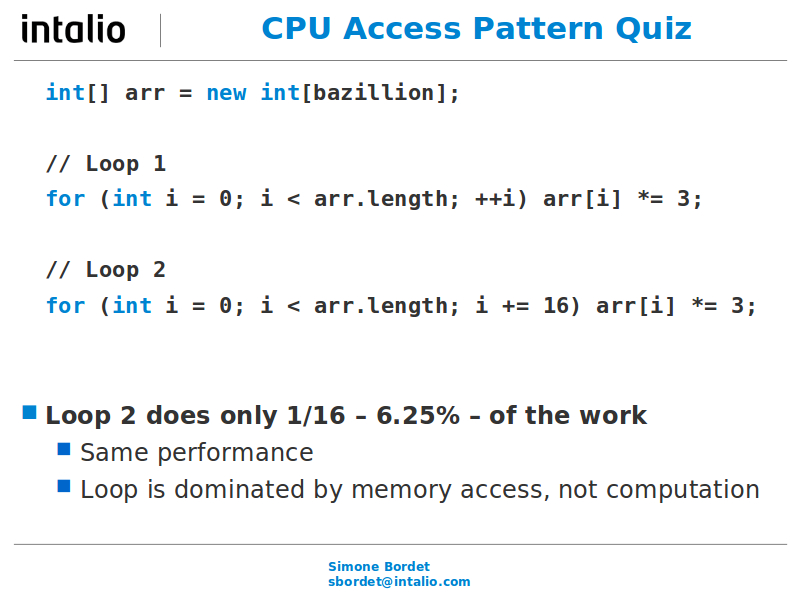 intalio
CPU Access Pattern Quiz
int[] arr = new int[bazillion];
// Loop 1
for (int i = 0; i < arr.length; ++i) arr[i] *= 3;
// Loop 2
for (int i = 0; i < arr.length; i += 16) arr[i] *= 3;
Loop 2 does only 1/16 – 6.25% – of the work
Same performance
Loop is dominated by memory access, not computation
Simone Bordet
sbordet@intalio.com